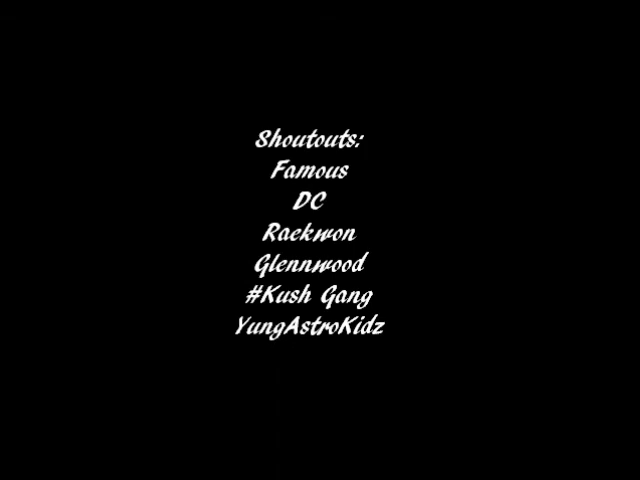 Shoutouts:
Famous
DC
Raekwon
Glennwood
#Kush Gang
YungAstroKidz